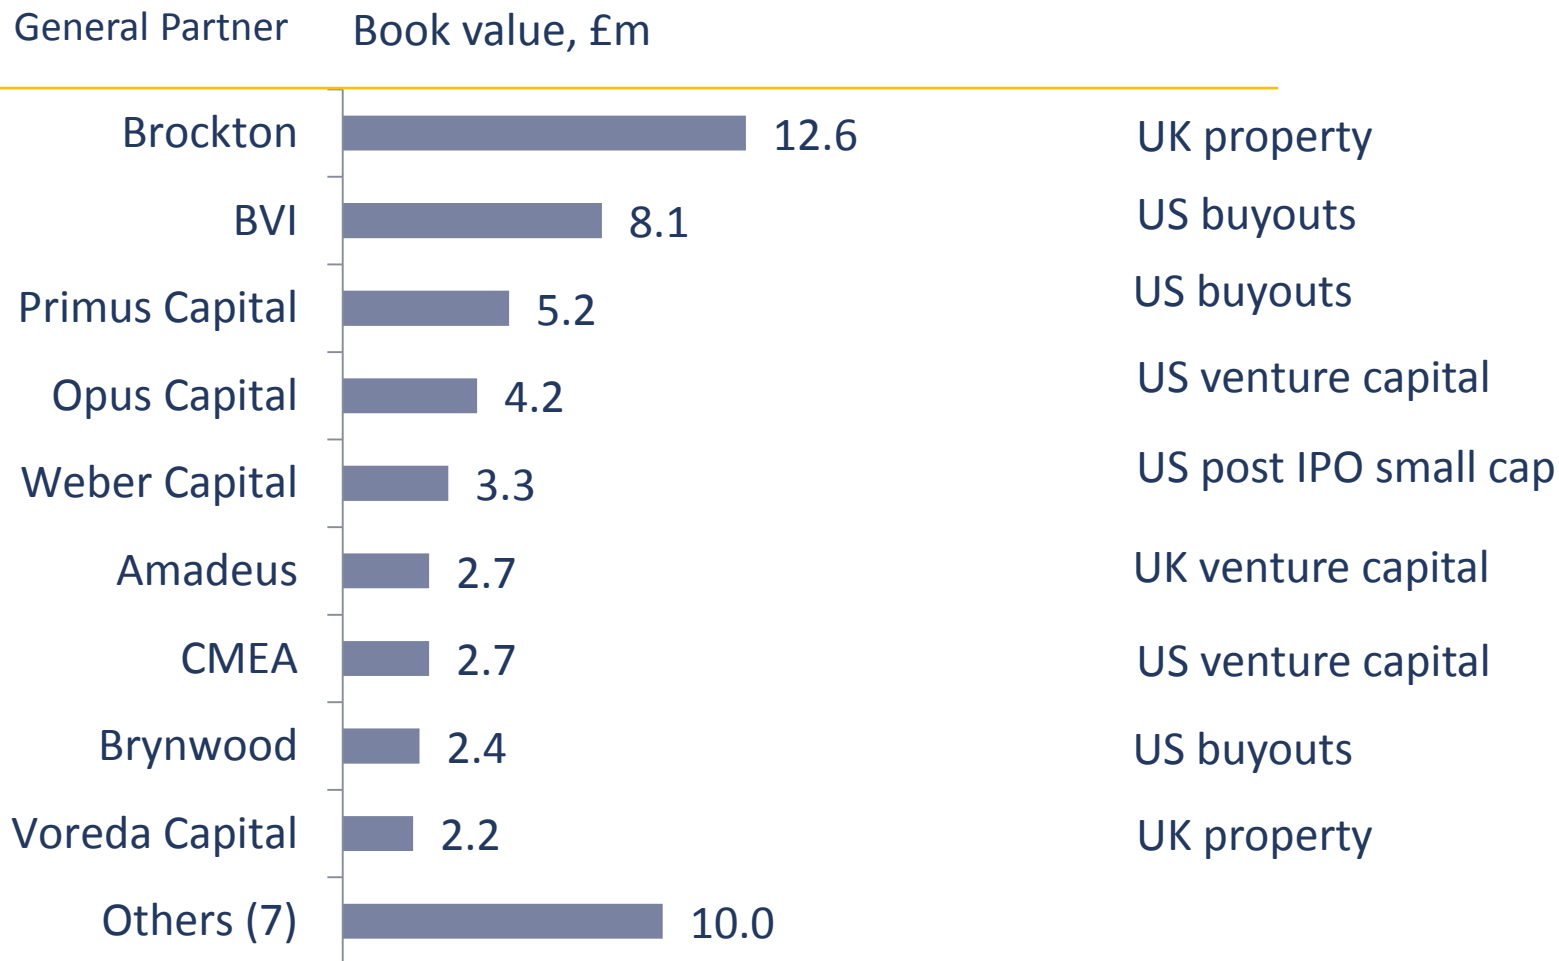 General Partner Book value, £m
Brockton 12.6 UK property
BVI 8.1 US buyouts
Primus Capital 5.2 US buyouts
Opus Capital 4.2 US venture capital
Weber Capital 3.3 US post IPO small cap
Amadeus 2.7 UK venture capital
CMEA 2.7 US venture capital
Brynwood 2.4 US buyouts
Voreda Capital 2.2 UK property
Others (7) 10.0